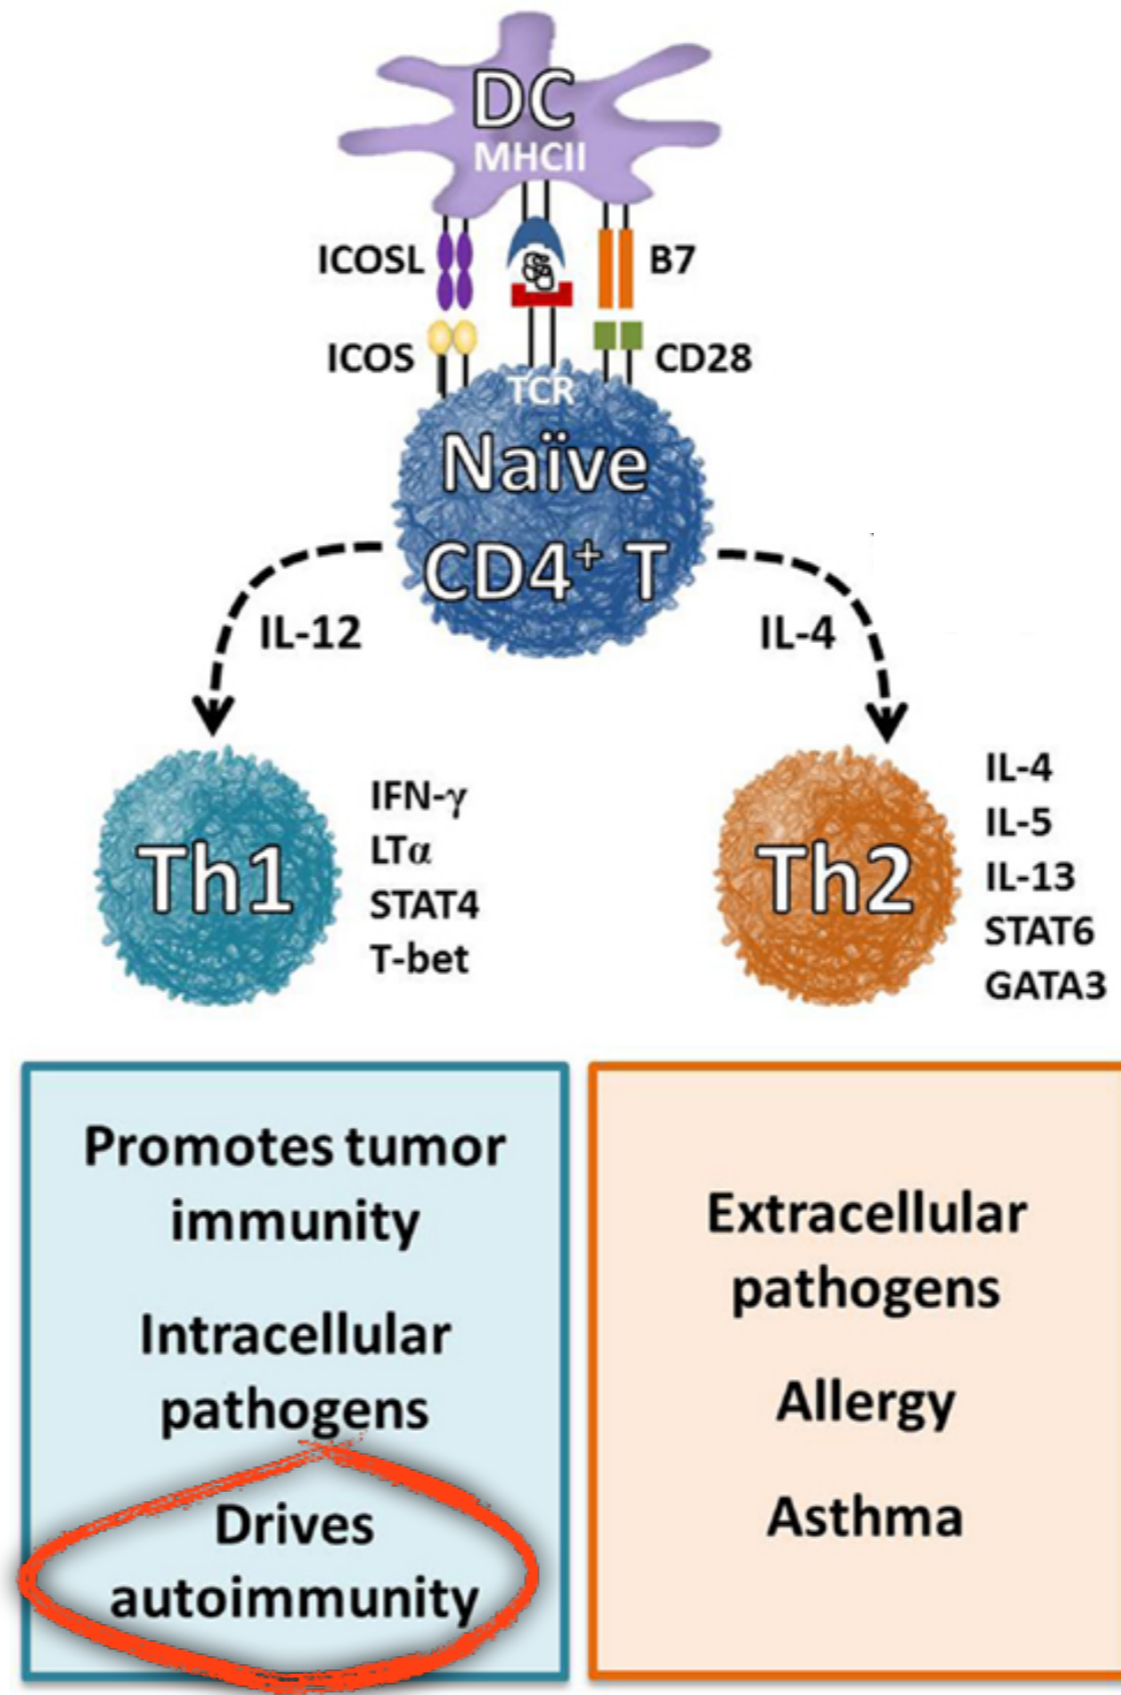 DC
MHCII
ICOSL
B7
ICOS
CD28
TCR
Naïve
CD4⁺ T
IL-12
IL-4
Th1
IFN-γ
LTα
STAT4
T-bet
Th2
IL-4
IL-5
IL-13
STAT6
GATA3
Promotes tumor
immunity
Intracellular
pathogens
Drives
autoimmunity
Extracellular
pathogens
Allergy
Asthma